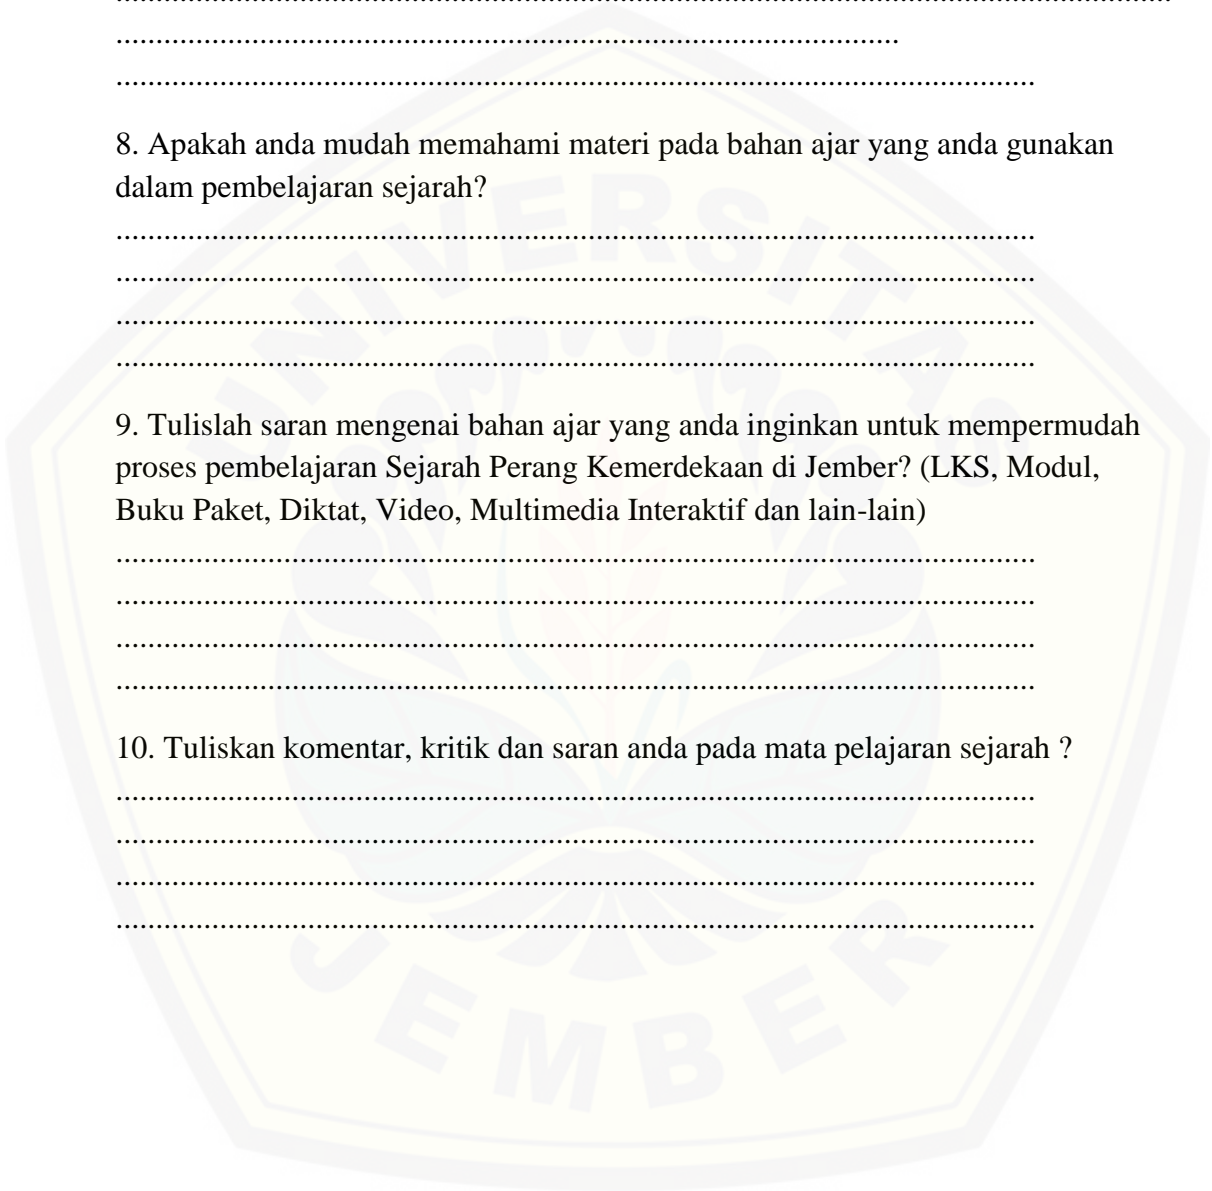 ........................................................................................................................................
.....................................................................................................
......................................................................................................................
8. Apakah anda mudah memahami materi pada bahan ajar yang anda gunakan
dalam pembelajaran sejarah?
......................................................................................................................
......................................................................................................................
......................................................................................................................
......................................................................................................................
9. Tulislah saran mengenai bahan ajar yang anda inginkan untuk mempermudah
proses pembelajaran Sejarah Perang Kemerdekaan di Jember? (LKS, Modul,
Buku Paket, Diktat, Video, Multimedia Interaktif dan lain-lain)
......................................................................................................................
......................................................................................................................
......................................................................................................................
......................................................................................................................
10. Tuliskan komentar, kritik dan saran anda pada mata pelajaran sejarah ?
......................................................................................................................
......................................................................................................................
......................................................................................................................
......................................................................................................................
UNIVERSITAS
JEMBER